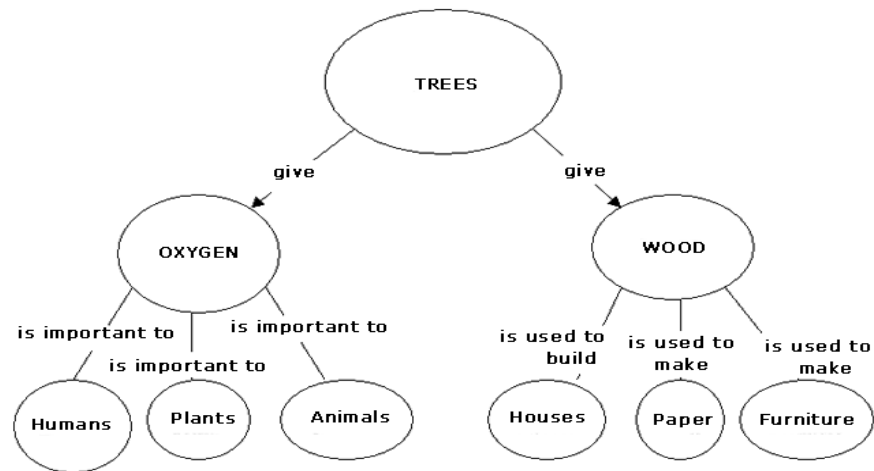 TREES
give
give
OXYGEN
WOOD
is important to
is important to
is important to
is used to
build
is used to
make
is used to
make
Humans
Plants
Animals
Houses
Paper
Furniture